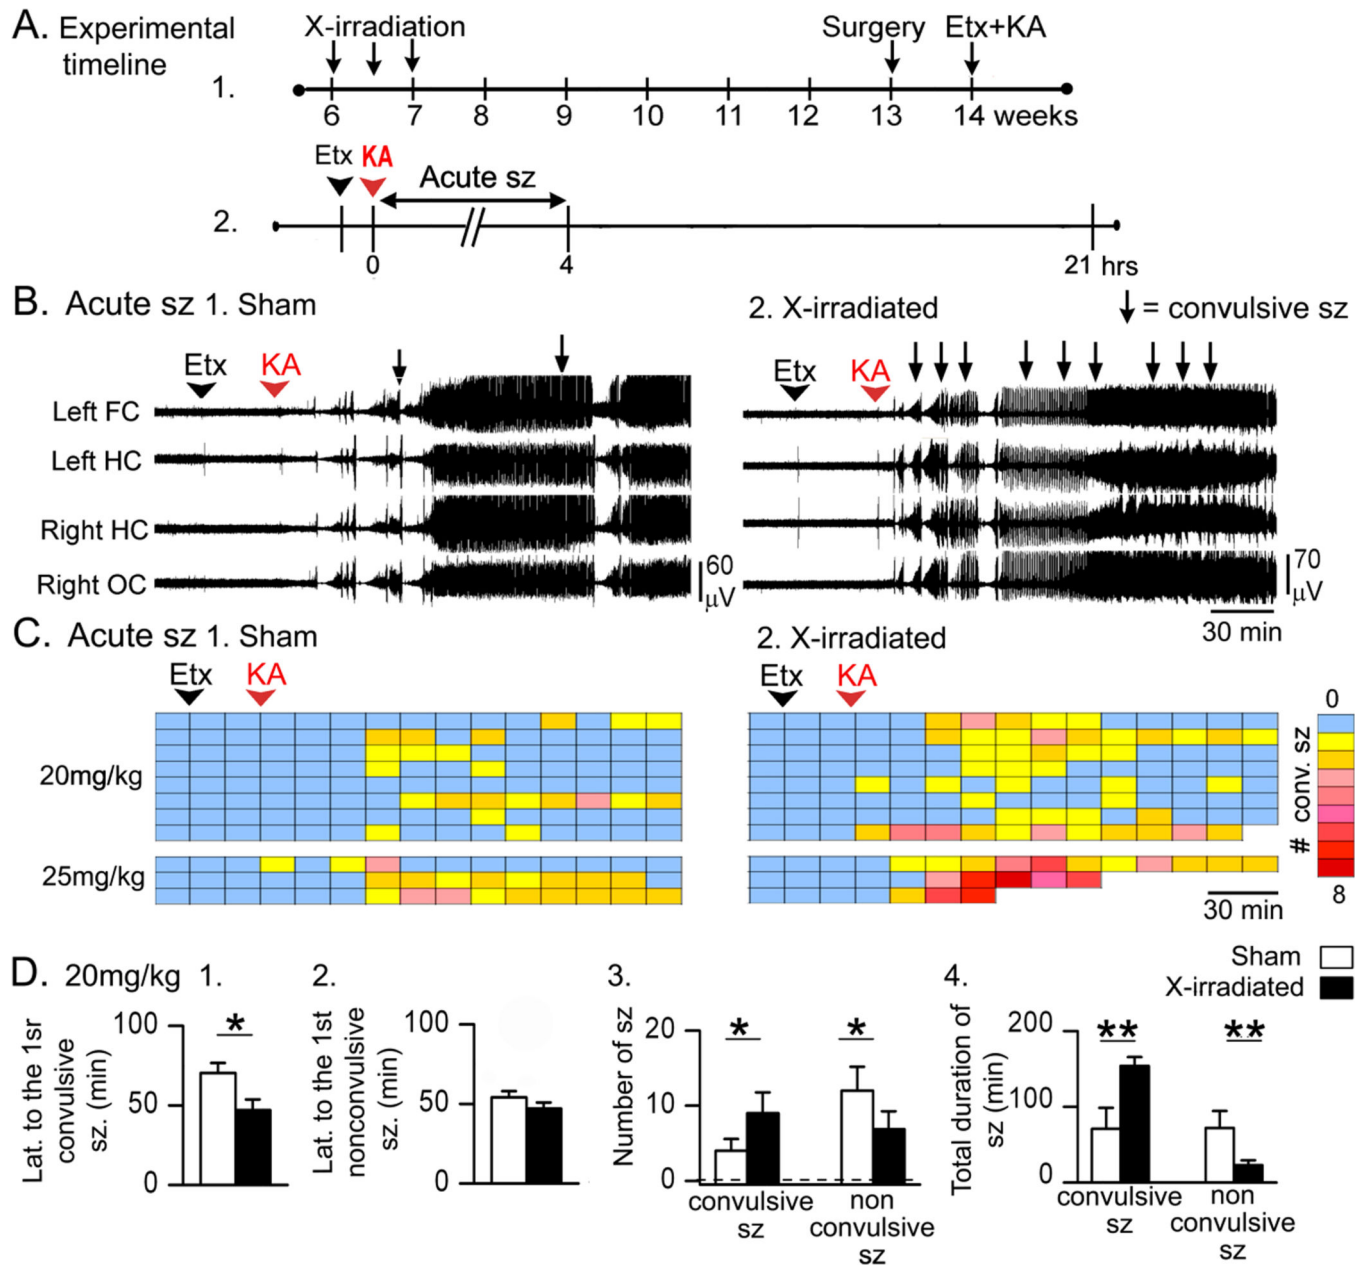 A. Experimental timeline
X-irradiation
Surgery Etx+KA
1.
6 7 8 9 10 11 12 13 14 weeks
Etx KA
Acute sz
2.
0 4 21 hrs
B. Acute sz 1. Sham
2. X-irradiated
= convulsive sz
Etx KA
Etx KA
Left FC
Left HC
Right HC
Right OC
60 µV
70 µV
30 min
C. Acute sz 1. Sham
2. X-irradiated
Etx KA
Etx KA
20mg/kg
25mg/kg
0
# conv. sz
8
30 min
D. 20mg/kg 1.
Lat. to the 1sr
convulsive
sz. (min)
100
50
0
*
2.
Lat. to the 1st
nonconvulsive
sz. (min)
100
50
0
3.
Number of sz
20
10
0
* *
convulsive
sz
non
convulsive
sz
4.
Sham
X-irradiated
Total duration of
sz (min)
200
100
0
** **
convulsive
sz
non
convulsive
sz